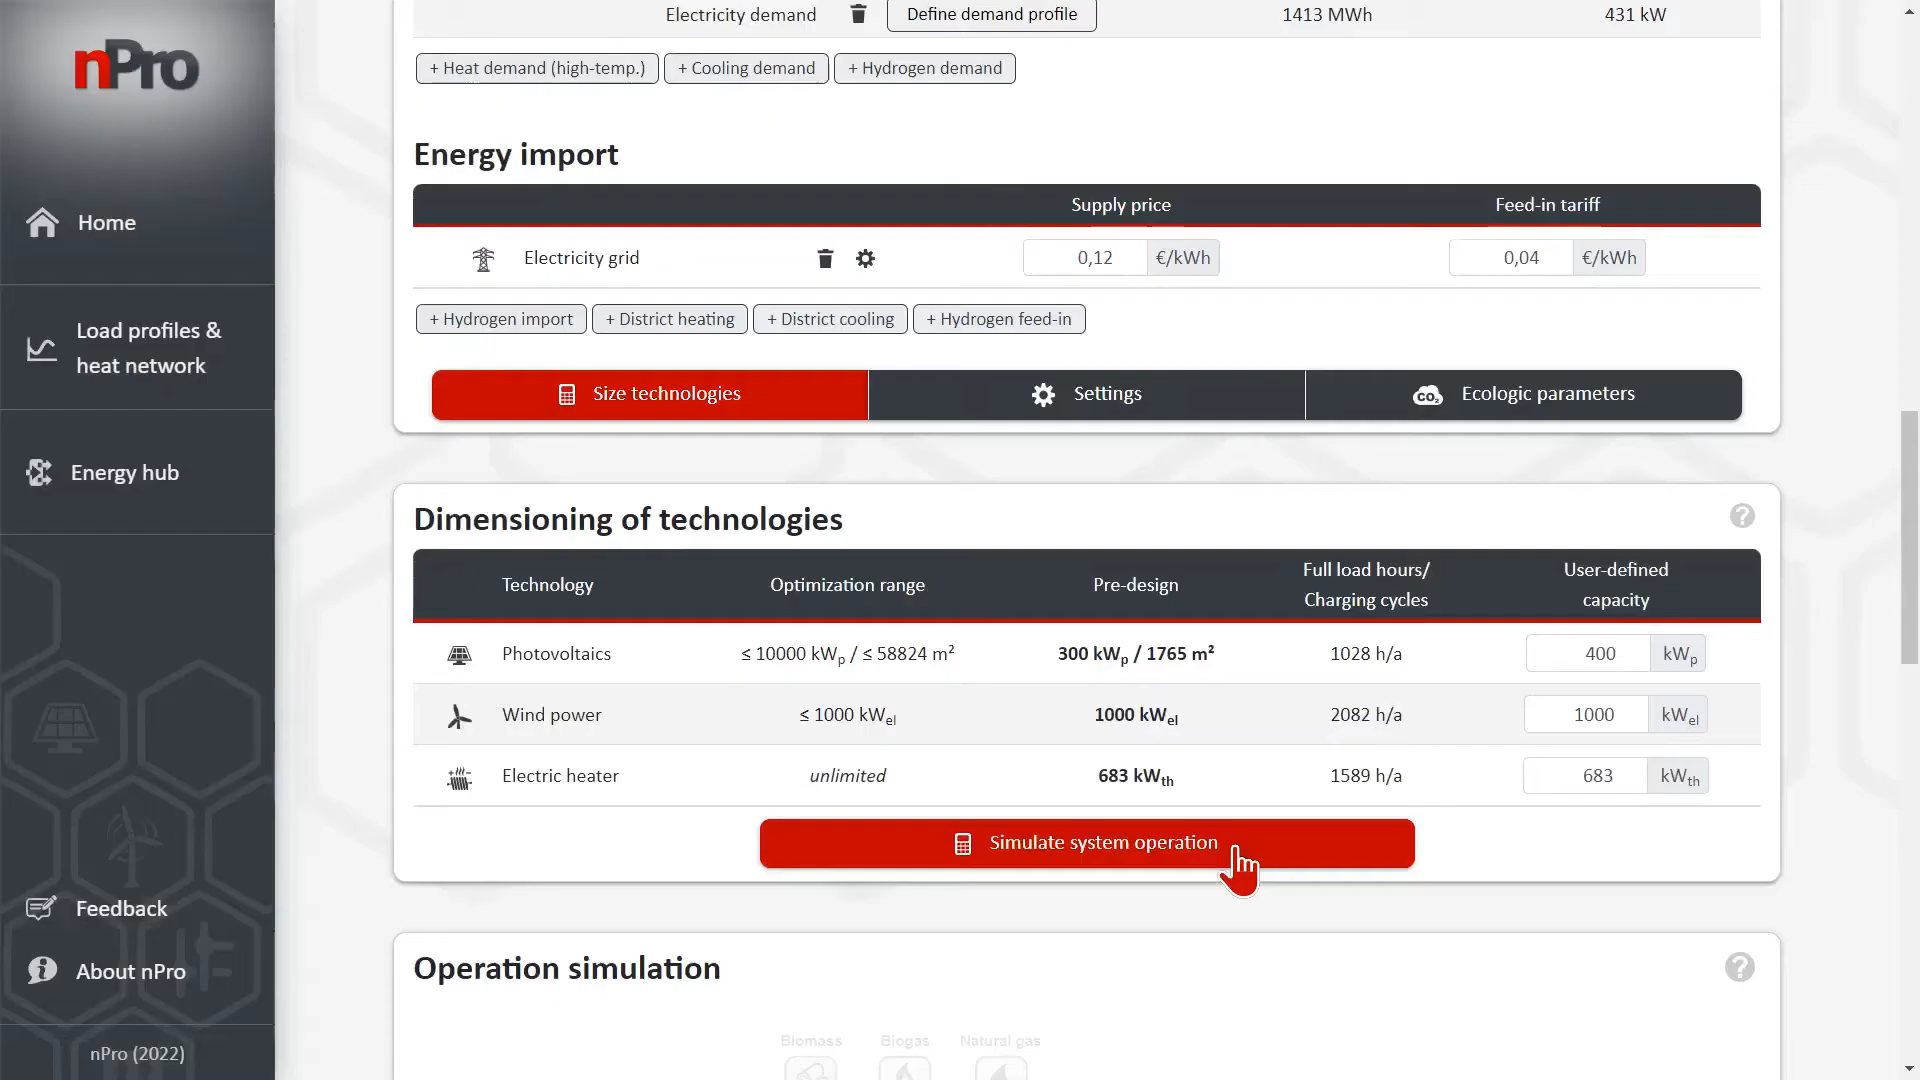 nPro
Home
Load profiles &
heat network
Energy hub
Feedback
About nPro
nPro (2022)
Electricity demand Define demand profile 1413 MWh 431 kW
+ Heat demand (high-temp.) + Cooling demand + Hydrogen demand
Energy import
Supply price Feed-in tariff
Electricity grid 0,12 €/kWh 0,04 €/kWh
+ Hydrogen import + District heating + District cooling + Hydrogen feed-in
Size technologies Settings CO₂ Ecologic parameters
Dimensioning of technologies ?
Technology Optimization range Pre-design Full load hours/ Charging cycles User-defined capacity
Photovoltaics ≤ 10000 kWp / ≤ 58824 m² 300 kWp / 1765 m² 1028 h/a 400 kWp
Wind power ≤ 1000 kWel 1000 kWel 2082 h/a 1000 kWel
Electric heater unlimited 683 kWth 1589 h/a 683 kWth
Simulate system operation
Operation simulation ?
Biomass Biogas Natural gas